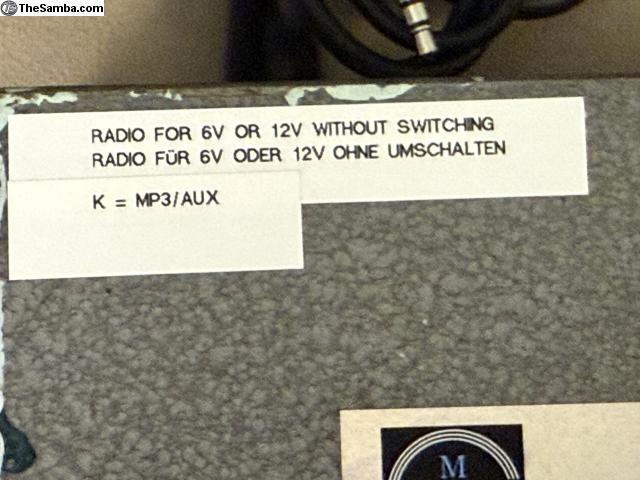 TheSamba.com
RADIO FOR 6V OR 12V WITHOUT SWITCHING
RADIO FÜR 6V ODER 12V OHNE UMSCHALTEN
K = MP3/AUX
M